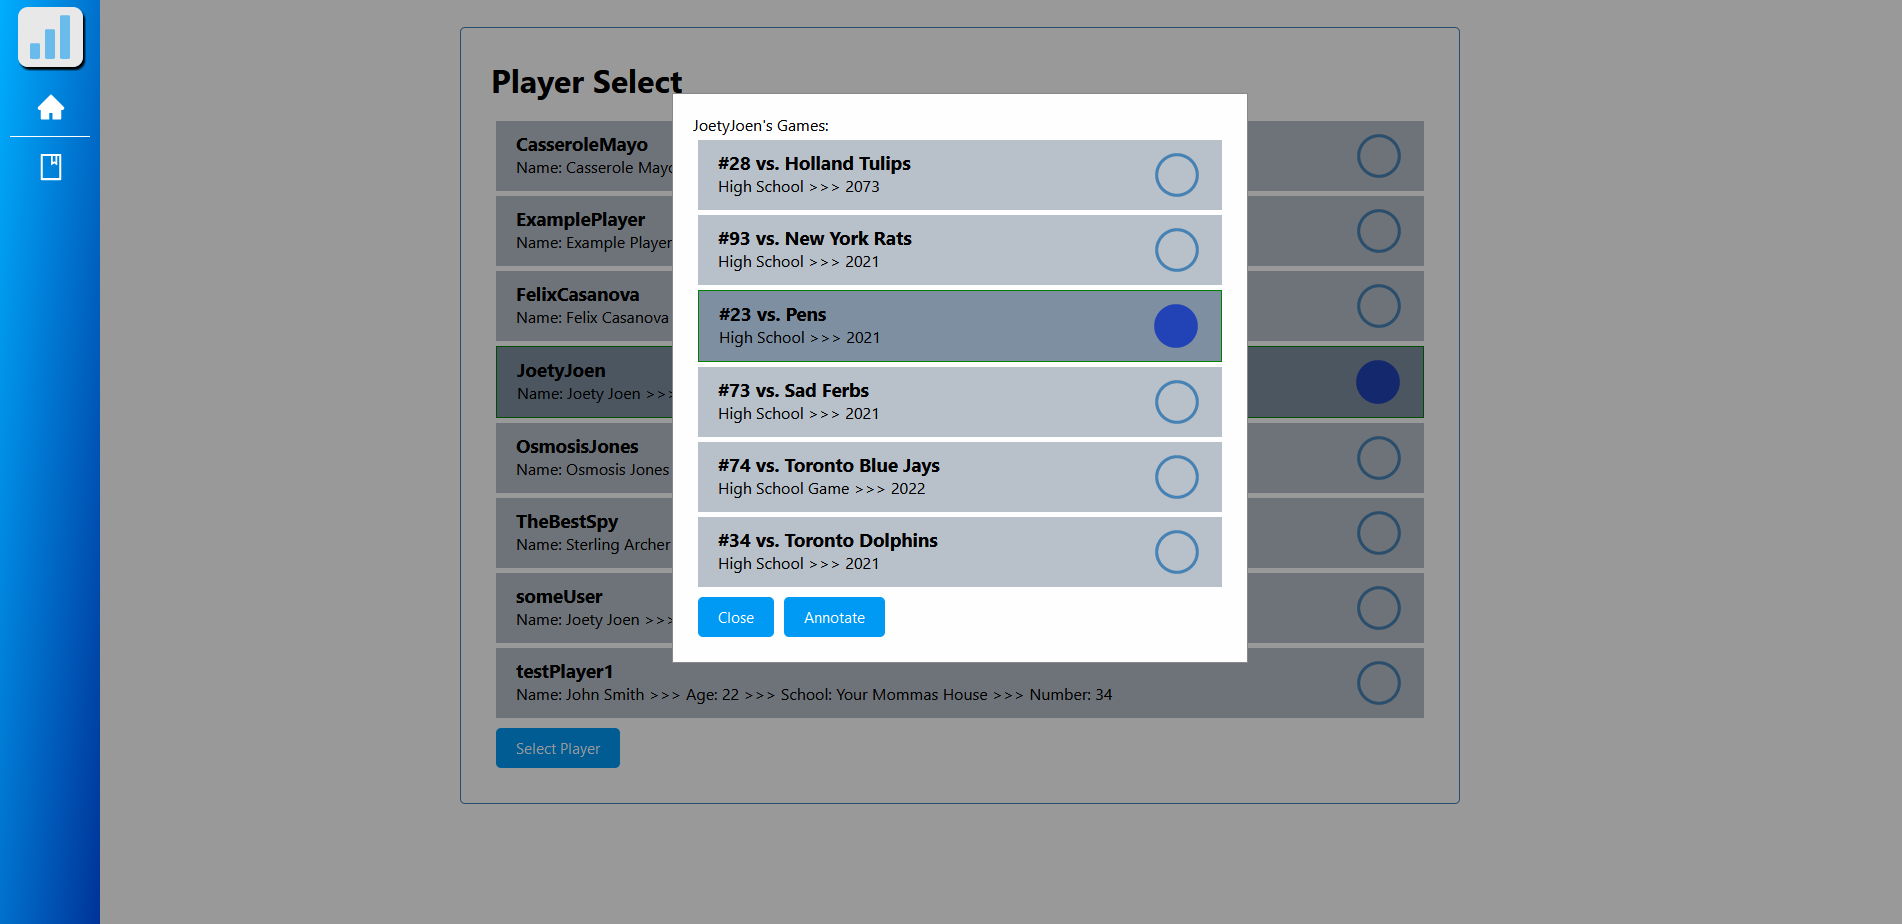 Player Select
CasseroleMayo
Name: Casserole Mayo
ExamplePlayer
Name: Example Player
FelixCasanova
Name: Felix Casanova
JoetyJoen
Name: Joety Joen >>>
OsmosisJones
Name: Osmosis Jones
TheBestSpy
Name: Sterling Archer
someUser
Name: Joety Joen >>>
testPlayer1
Name: John Smith >>> Age: 22 >>> School: Your Mommas House >>> Number: 34
Select Player
JoetyJoen's Games:
#28 vs. Holland Tulips
High School >>> 2073
#93 vs. New York Rats
High School >>> 2021
#23 vs. Pens
High School >>> 2021
#73 vs. Sad Ferbs
High School >>> 2021
#74 vs. Toronto Blue Jays
High School Game >>> 2022
#34 vs. Toronto Dolphins
High School >>> 2021
Close
Annotate